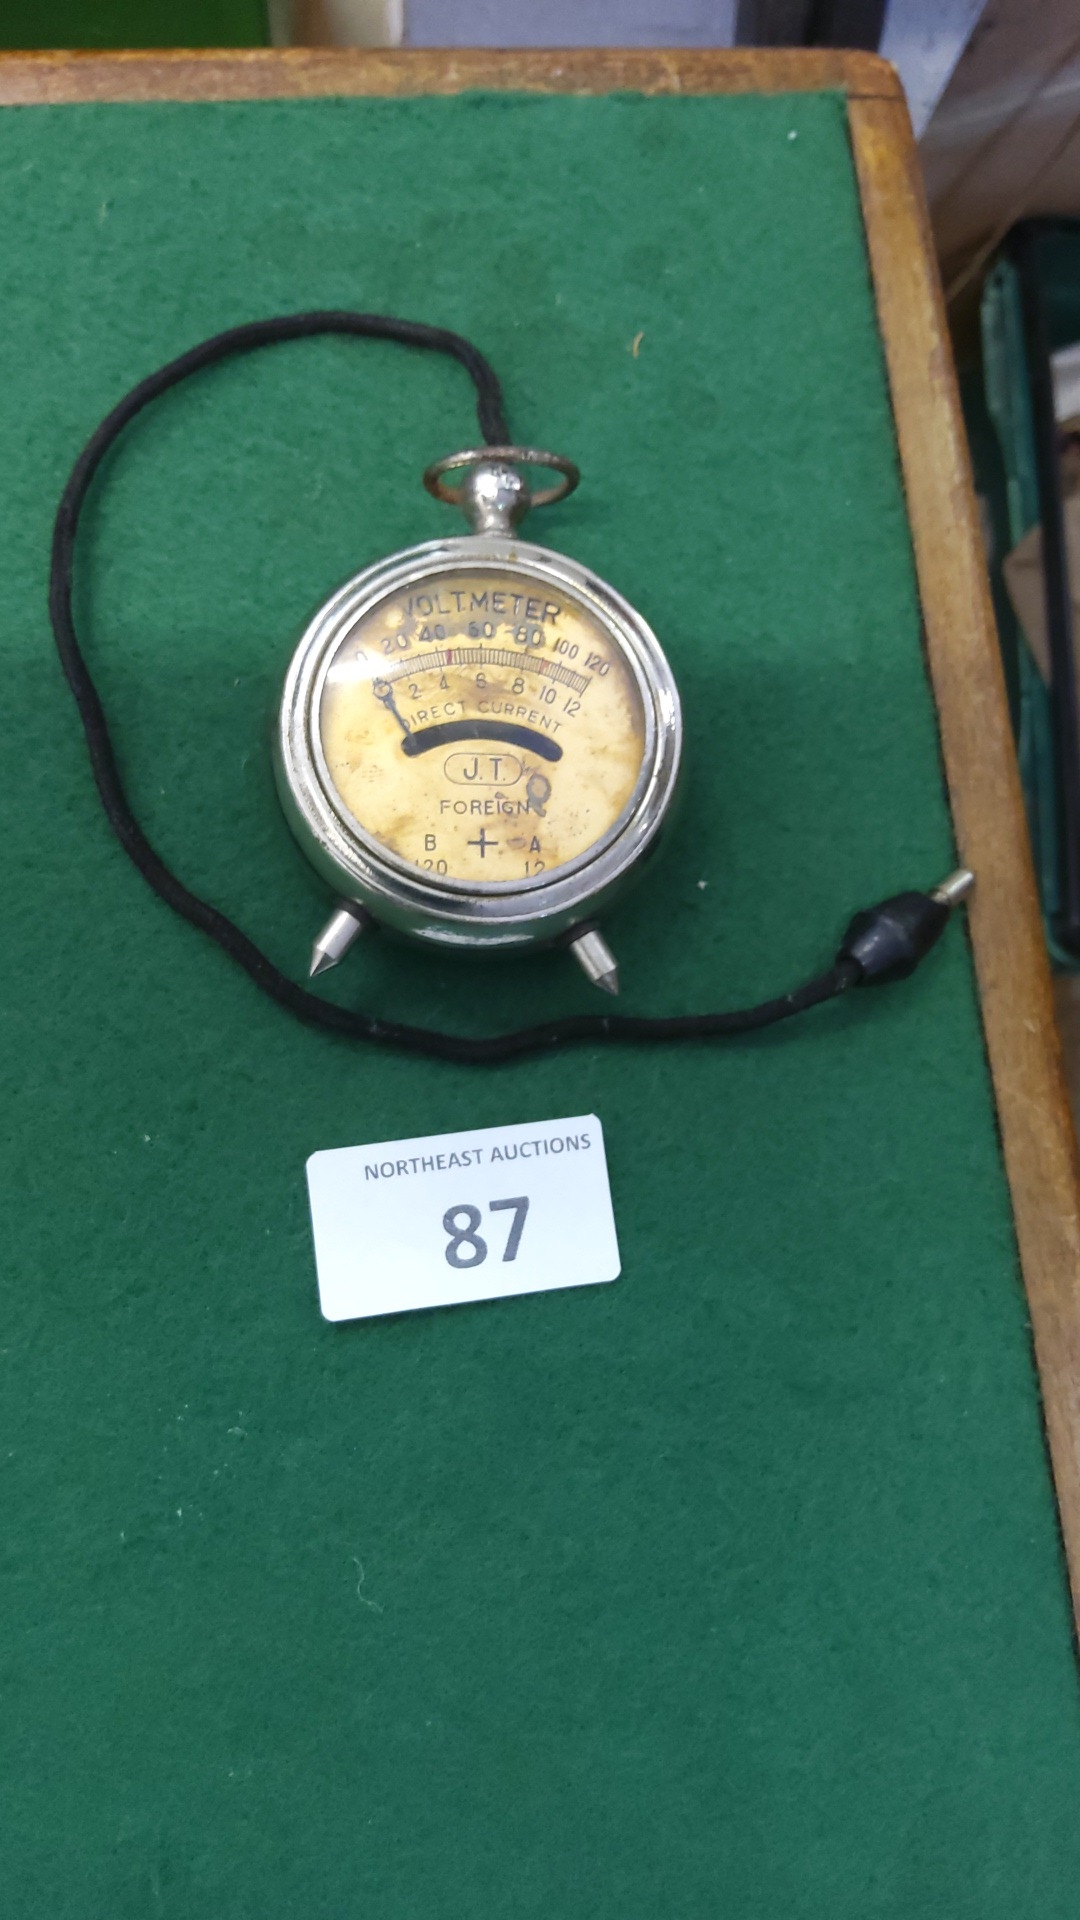 VOLTMETER
0 20 40 60 80 100 120
2 4 6 8 10 12
DIRECT CURRENT
J.T.
FOREIGN
B + A
120 12
NORTHEAST AUCTIONS
87